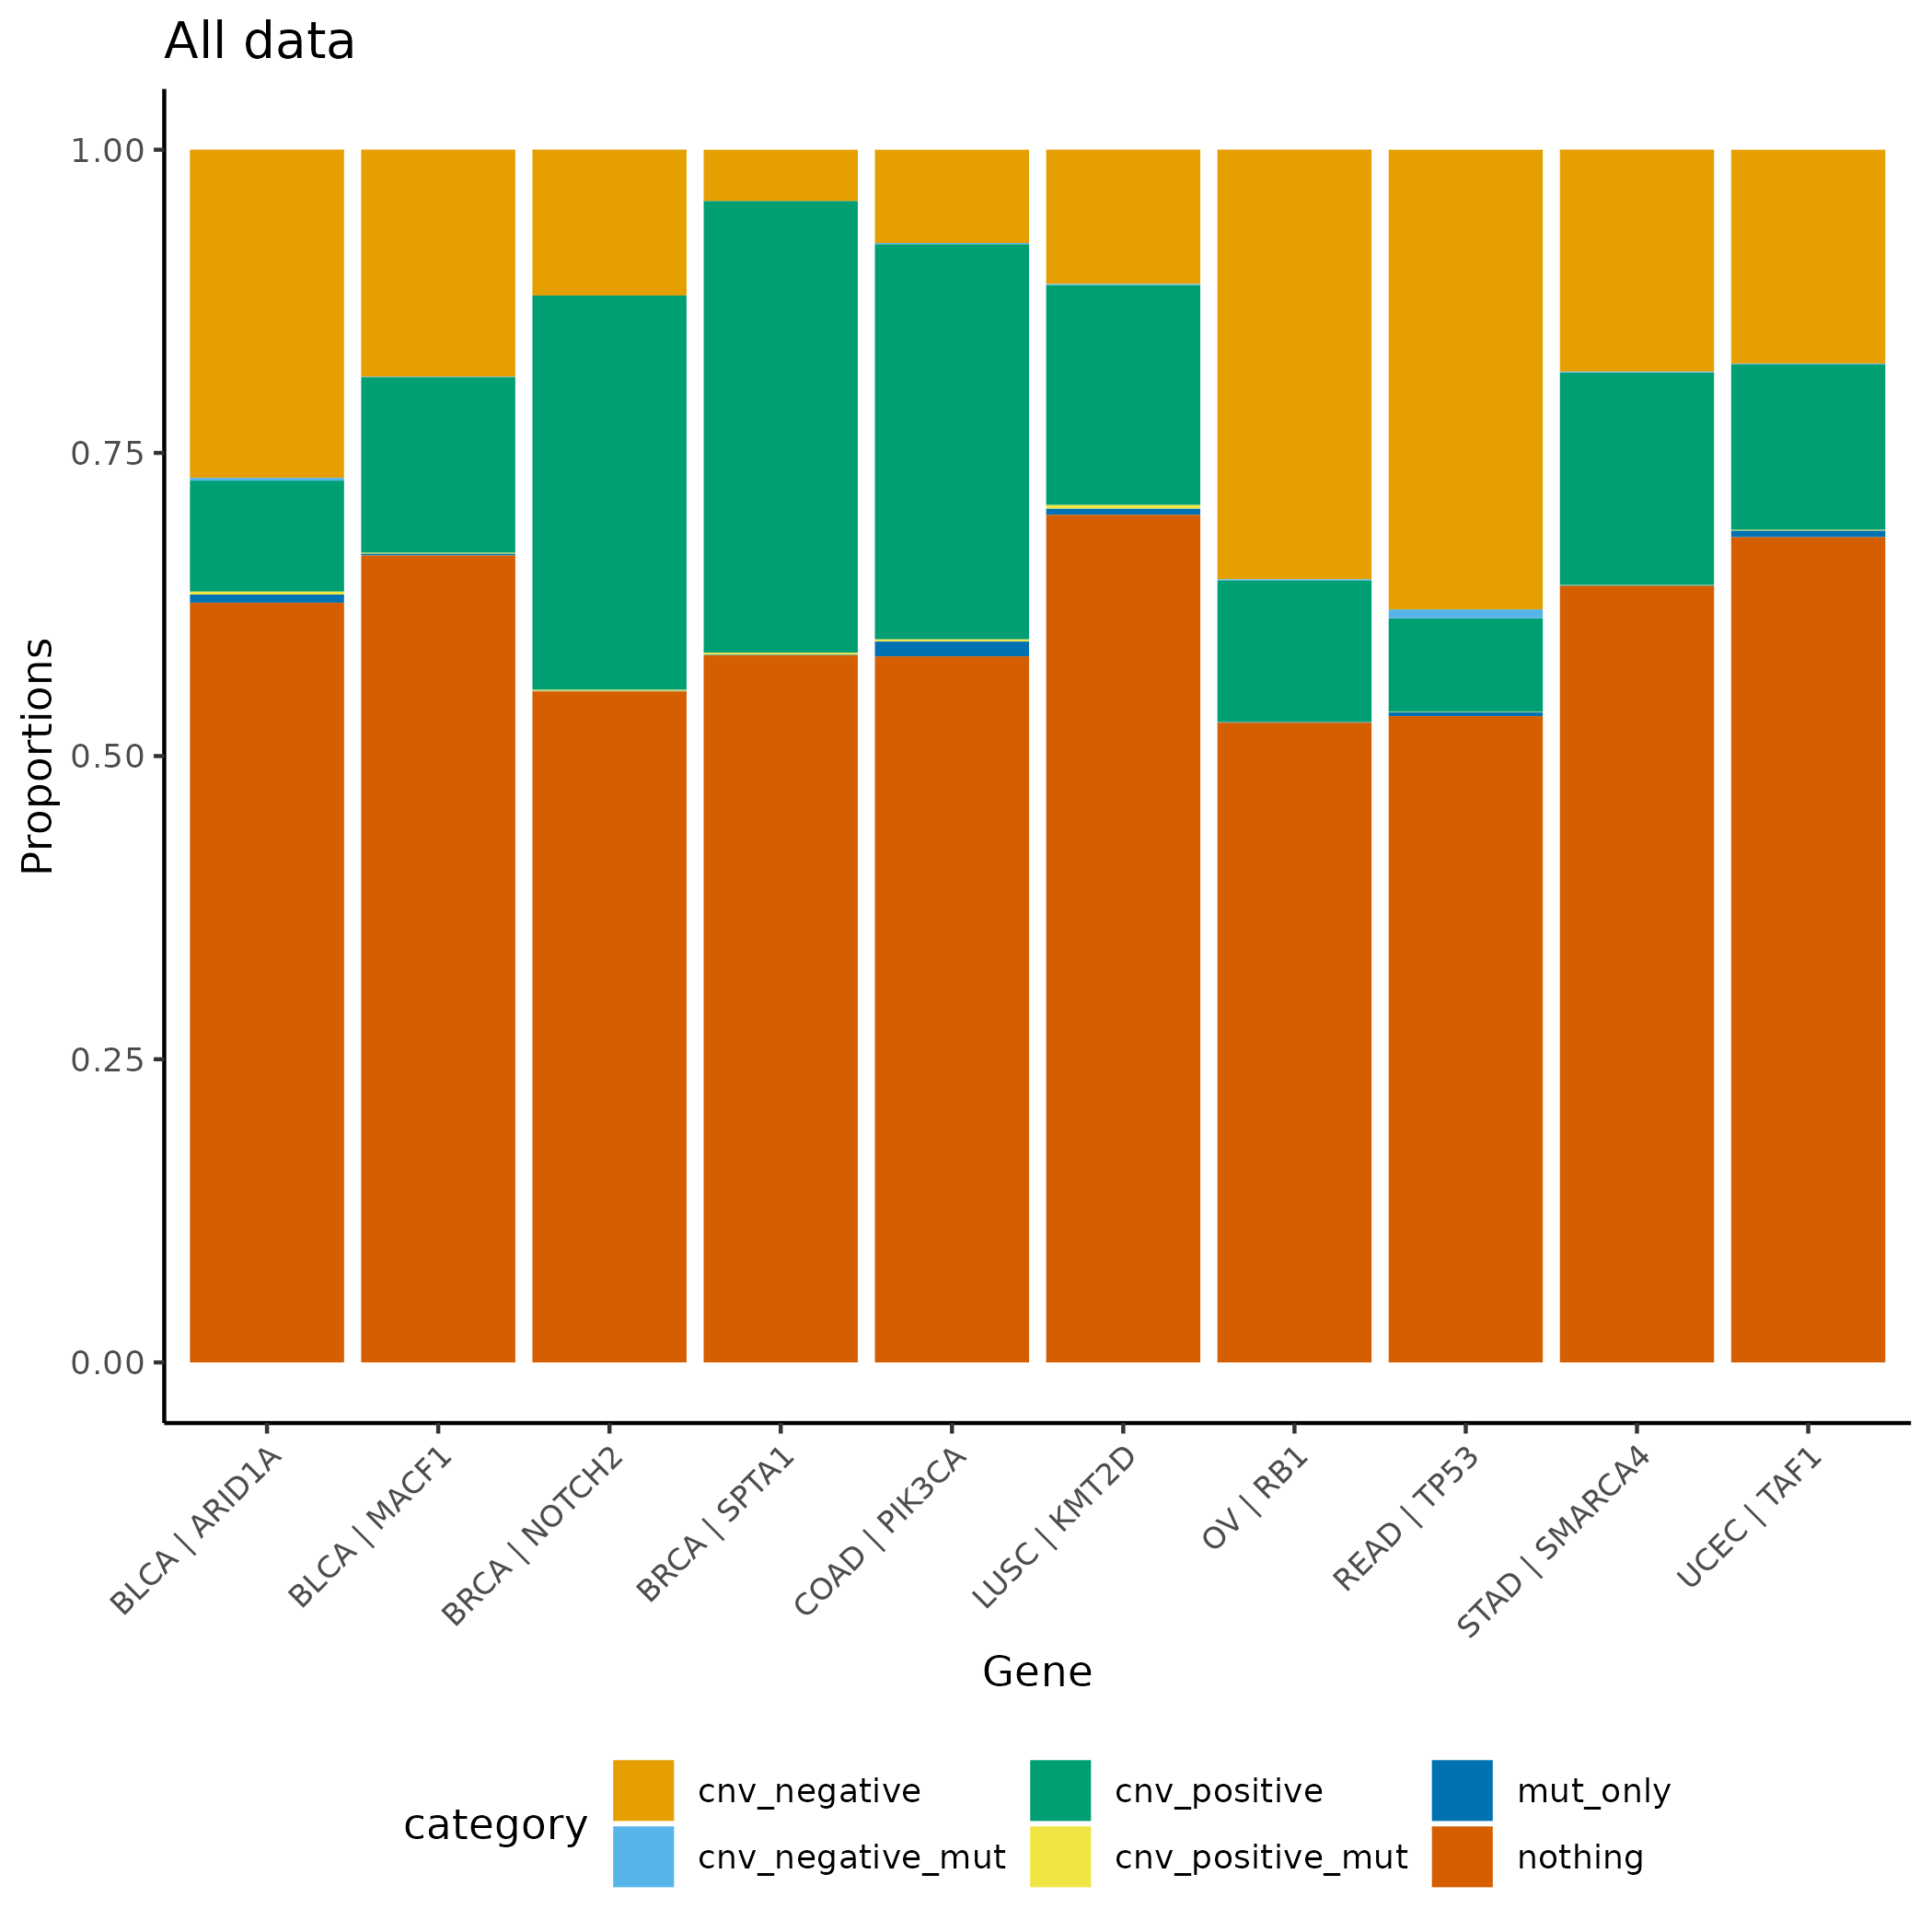 All data
1.00
0.75
0.50
0.25
0.00
Proportions
BLCA | ARID1A
BLCA | MACF1
BRCA | NOTCH2
BRCA | SPTA1
COAD | PIK3CA
LUSC | KMT2D
OV | RB1
READ | TP53
STAD | SMARCA4
UCEC | TAF1
Gene
category
cnv_negative
cnv_negative_mut
cnv_positive
cnv_positive_mut
mut_only
nothing